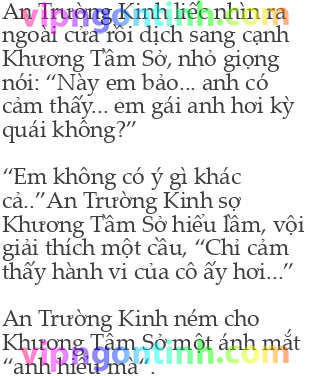 vipgontinh.com
An Trường Kinh liếc nhìn ra
ngoài cửa rồi dịch sang cạnh
Khương Tầm Sở, nhỏ giọng
nói: “Này em bảo... anh có
cảm thấy... em gái anh hơi kỳ
quái không?”
“Em không có ý gì khác
cả..”An Trường Kinh sợ
Khương Tầm Sở hiểu lầm, vội
giải thích một câu, “Chỉ cảm
thấy hành vi của cô ấy hơi...”
An Trường Kinh ném cho
Khương Tầm Sở một ánh mắt
vipgontinh.com
“anh hiểu mà“.